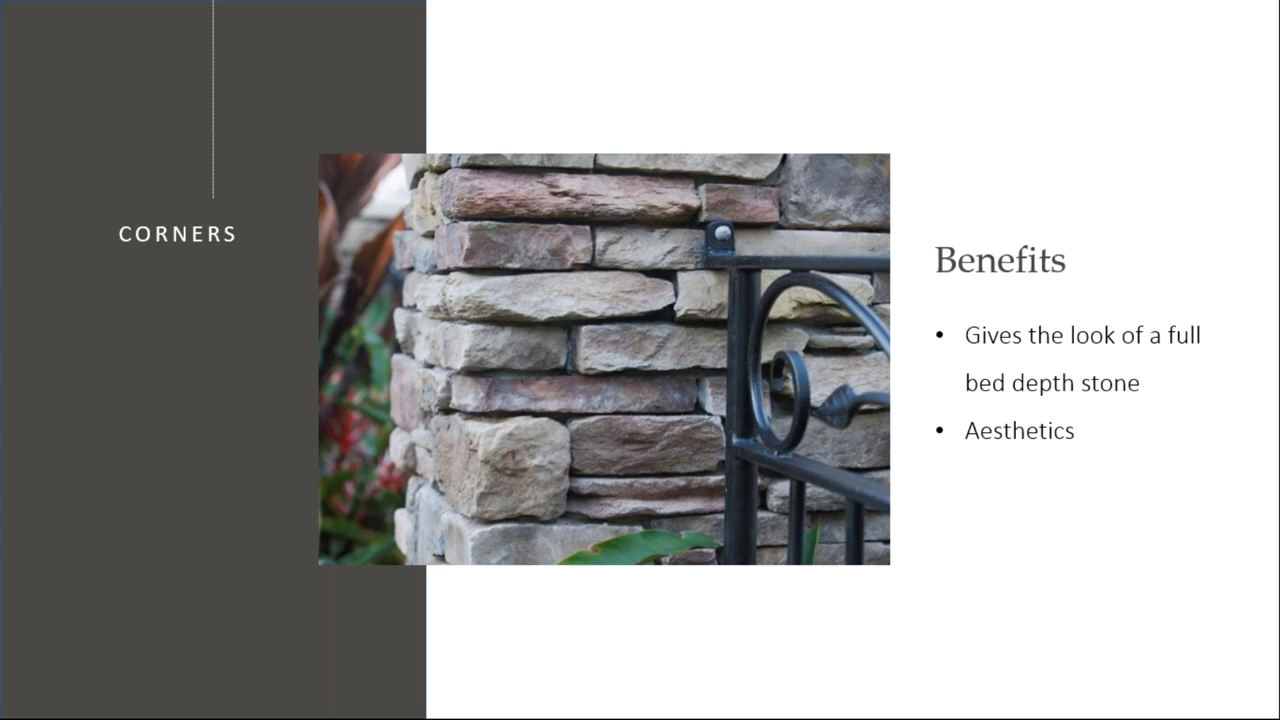 CORNERS
Benefits
• Gives the look of a full
bed depth stone
• Aesthetics